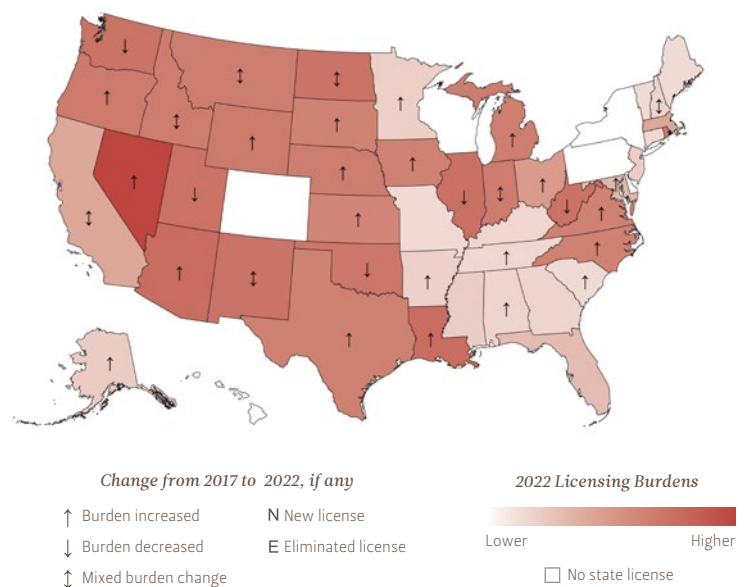 Change from 2017 to 2022, if any
↑ Burden increased
↓ Burden decreased
↕ Mixed burden change
N New license
E Eliminated license
2022 Licensing Burdens
Lower
Higher
No state license